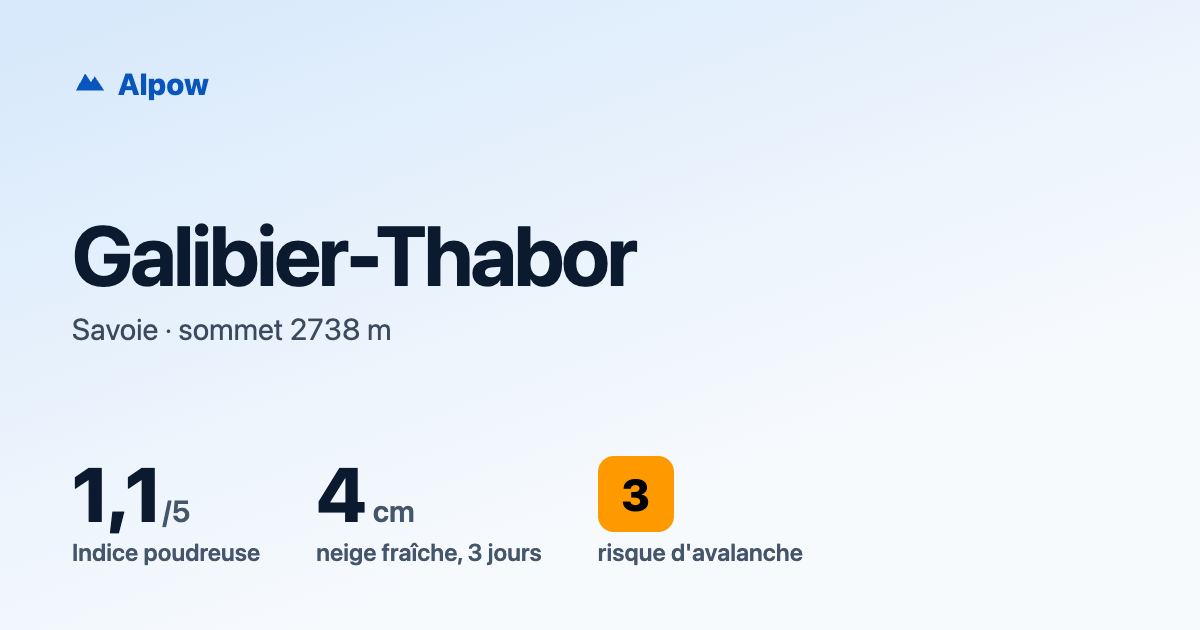 Alpow
Galibier-Thabor
Savoie · sommet 2738 m
1,1/5
Indice poudreuse
4 cm
neige fraîche, 3 jours
3
risque d'avalanche